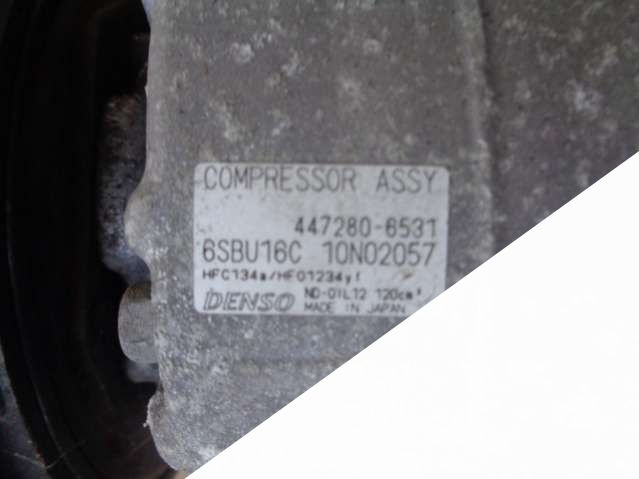 COMPRESSOR ASSY
447280-6531
6SBU16C 10N02057
HFC134a/HFO1234yf
DENSO ND-OIL12 120cm³
MADE IN JAPAN